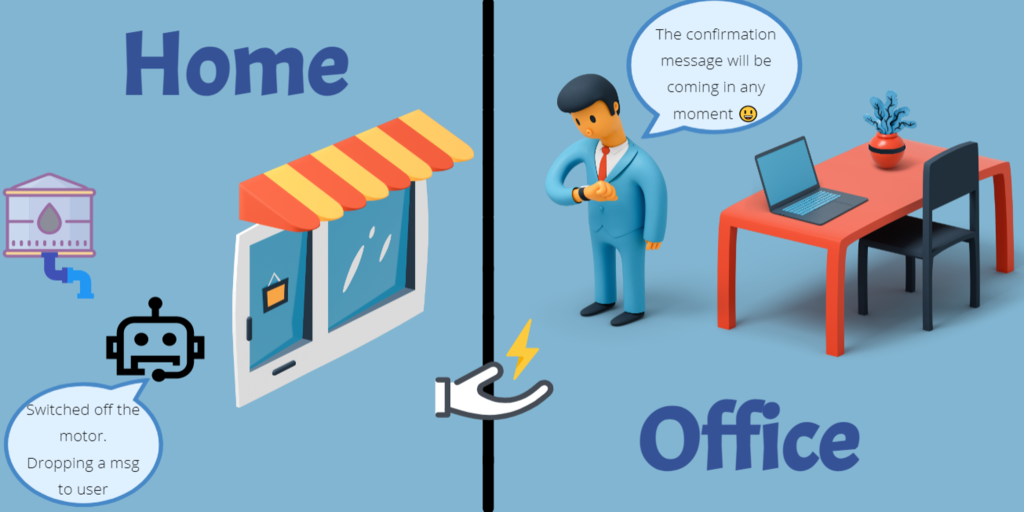 Home
Switched off the
motor.
Dropping a msg
to user
The confirmation
message will be
coming in any
moment 😃
Office